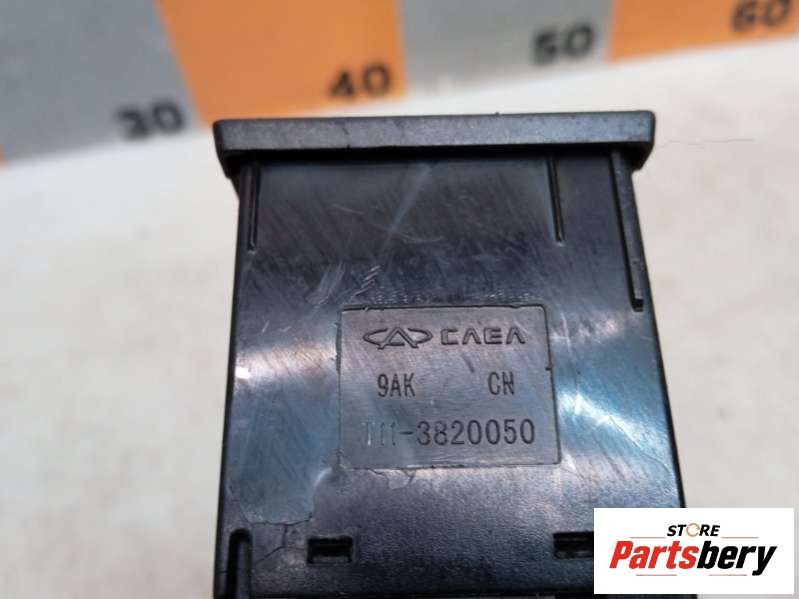 30
40
50
60
CAEA
9AK CN
T11-3820050
STORE
Partsbery